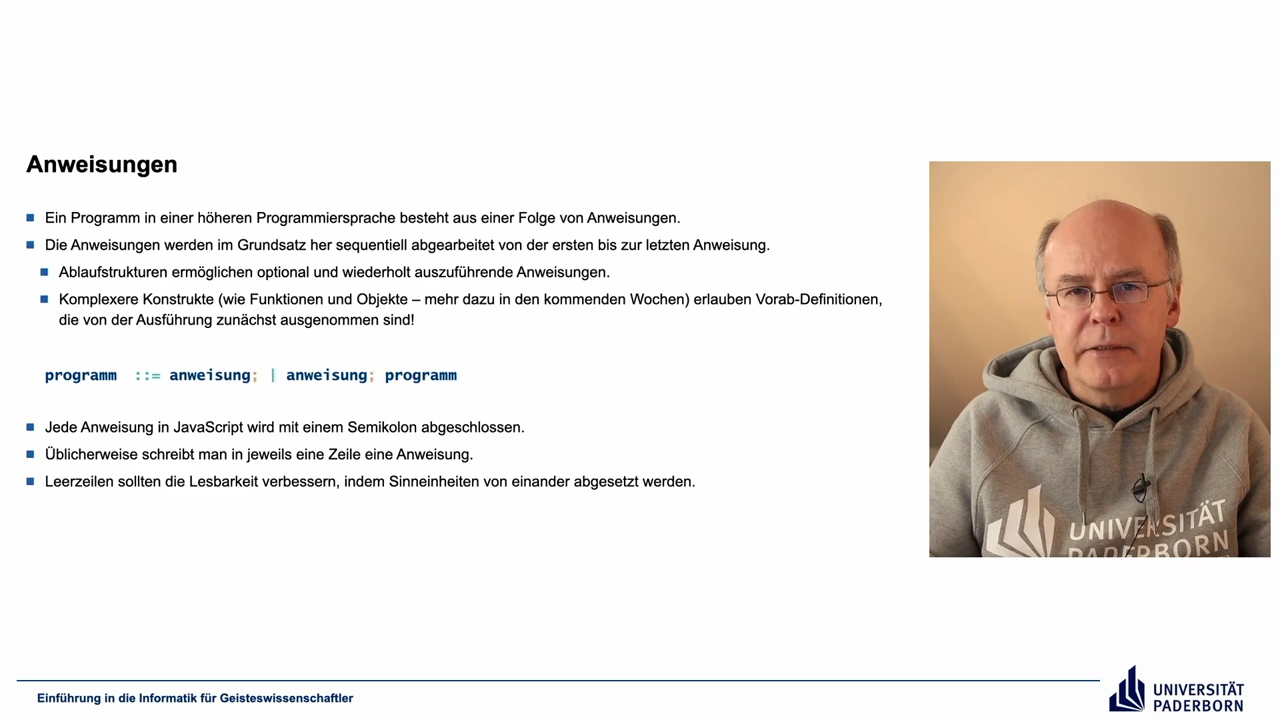 Anweisungen
Ein Programm in einer höheren Programmiersprache besteht aus einer Folge von Anweisungen.
Die Anweisungen werden im Grundsatz her sequentiell abgearbeitet von der ersten bis zur letzten Anweisung.
Ablaufstrukturen ermöglichen optional und wiederholt auszuführende Anweisungen.
Komplexere Konstrukte (wie Funktionen und Objekte – mehr dazu in den kommenden Wochen) erlauben Vorab-Definitionen,
die von der Ausführung zunächst ausgenommen sind!
programm ::= anweisung; | anweisung; programm
Jede Anweisung in JavaScript wird mit einem Semikolon abgeschlossen.
Üblicherweise schreibt man in jeweils eine Zeile eine Anweisung.
Leerzeilen sollten die Lesbarkeit verbessern, indem Sinneinheiten von einander abgesetzt werden.
UNIVERSITÄT
PADERBORN
Einführung in die Informatik für Geisteswissenschaftler
UNIVERSITÄT
PADERBORN